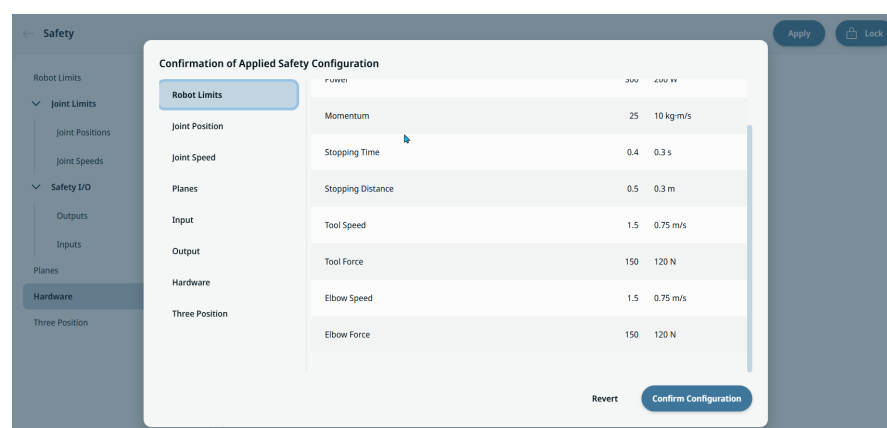 Safety
Apply
Lock
Confirmation of Applied Safety Configuration
Robot Limits
Joint Limits
Joint Positions
Joint Speeds
Safety I/O
Outputs
Inputs
Planes
Hardware
Three Position
Robot Limits
Joint Position
Joint Speed
Planes
Input
Output
Hardware
Three Position
Power 300 200 W
Momentum 25 10 kg·m/s
Stopping Time 0.4 0.3 s
Stopping Distance 0.5 0.3 m
Tool Speed 1.5 0.75 m/s
Tool Force 150 120 N
Elbow Speed 1.5 0.75 m/s
Elbow Force 150 120 N
Revert
Confirm Configuration